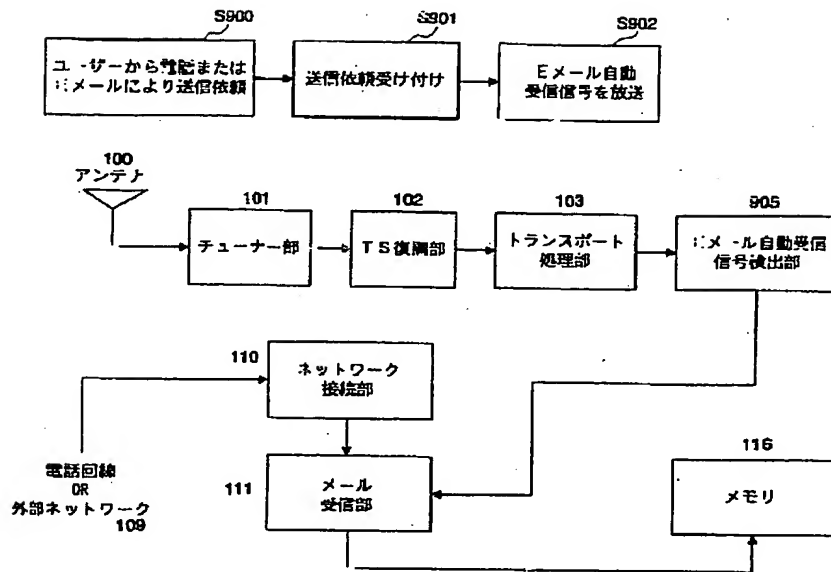 S900
S901
S902
ユーザーから電話または
Eメールにより送信依頼
送信依頼受け付け
Eメール自動
受信信号を放送
100
アンテナ
101
チューナー部
102
TS復調部
103
トランスポート
処理部
905
Eメール自動受信
信号検出部
110
ネットワーク
接続部
電話回線
OR
外部ネットワーク
109
111
メール
受信部
116
メモリ